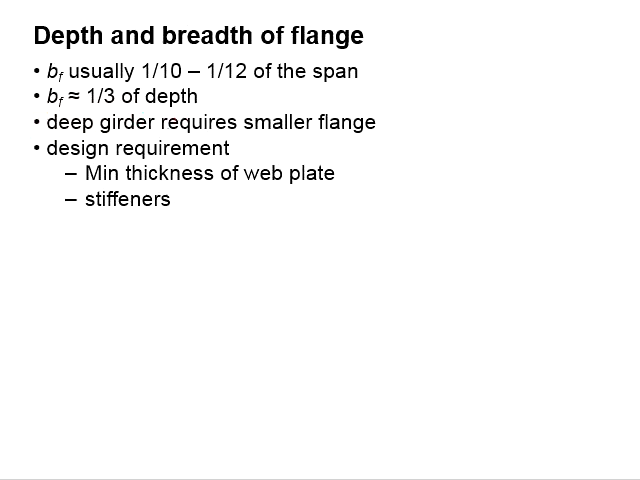 Depth and breadth of flange
• bf usually 1/10 – 1/12 of the span
• bf ≈ 1/3 of depth
• deep girder requires smaller flange
• design requirement
– Min thickness of web plate
– stiffeners